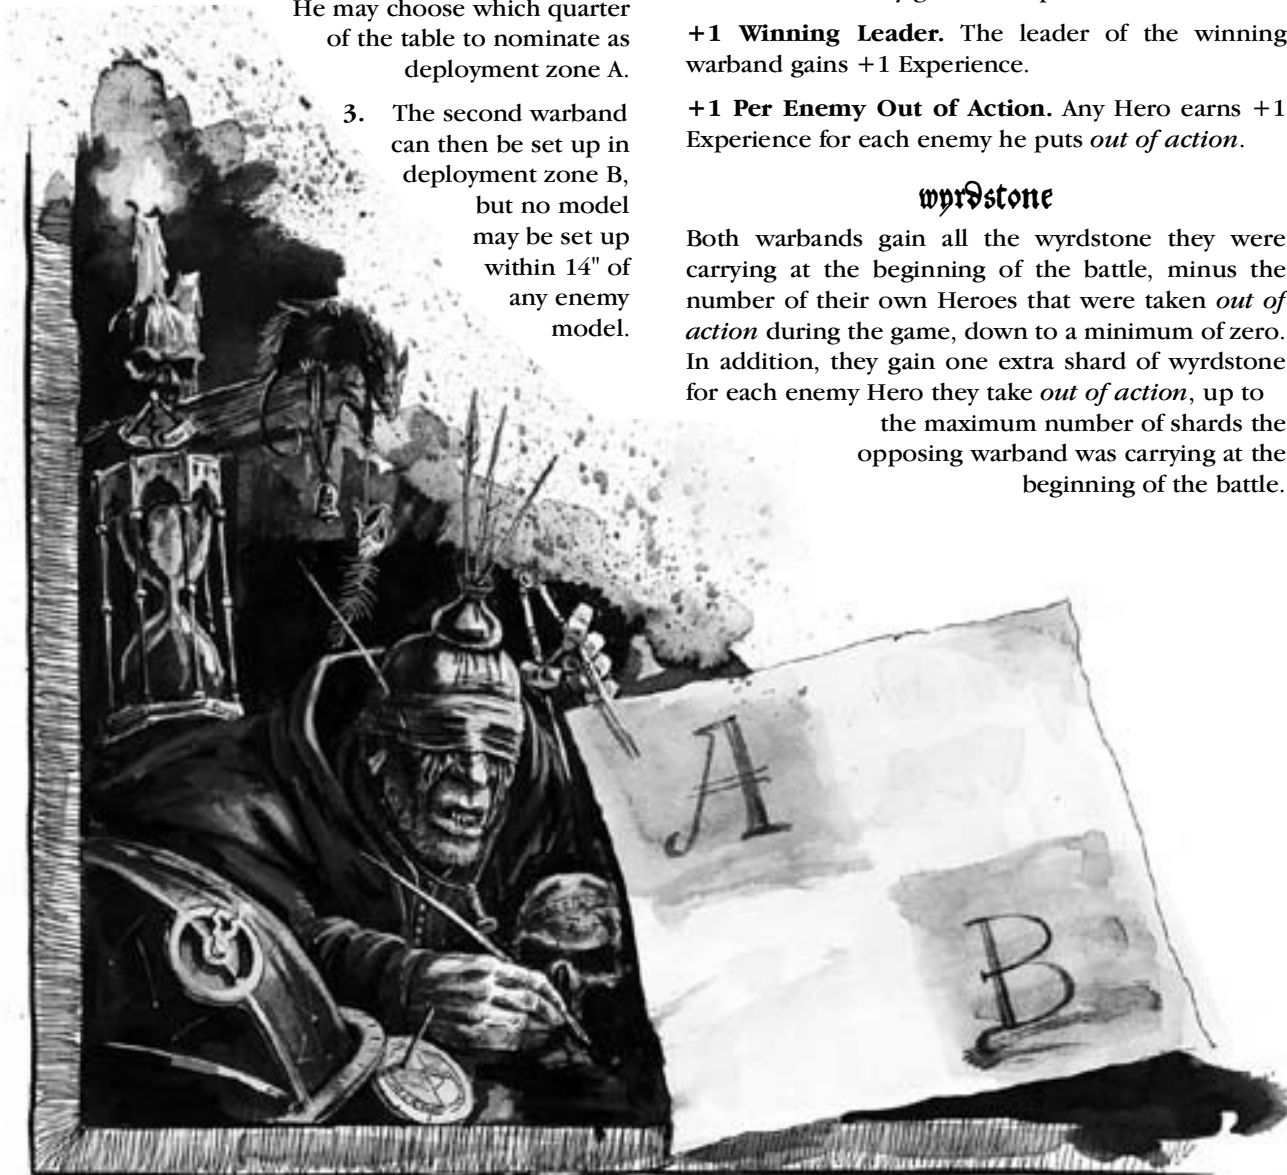 He may choose which quarter
of the table to nominate as
deployment zone A.
3. The second warband
can then be set up in
deployment zone B,
but no model
may be set up
within 14" of
any enemy
model.
+1 Winning Leader. The leader of the winning
warband gains +1 Experience.
+1 Per Enemy Out of Action. Any Hero earns +1
Experience for each enemy he puts out of action.
wyrdstone
Both warbands gain all the wyrdstone they were
carrying at the beginning of the battle, minus the
number of their own Heroes that were taken out of
action during the game, down to a minimum of zero.
In addition, they gain one extra shard of wyrdstone
for each enemy Hero they take out of action, up to
the maximum number of shards the
opposing warband was carrying at the
beginning of the battle.
A
B